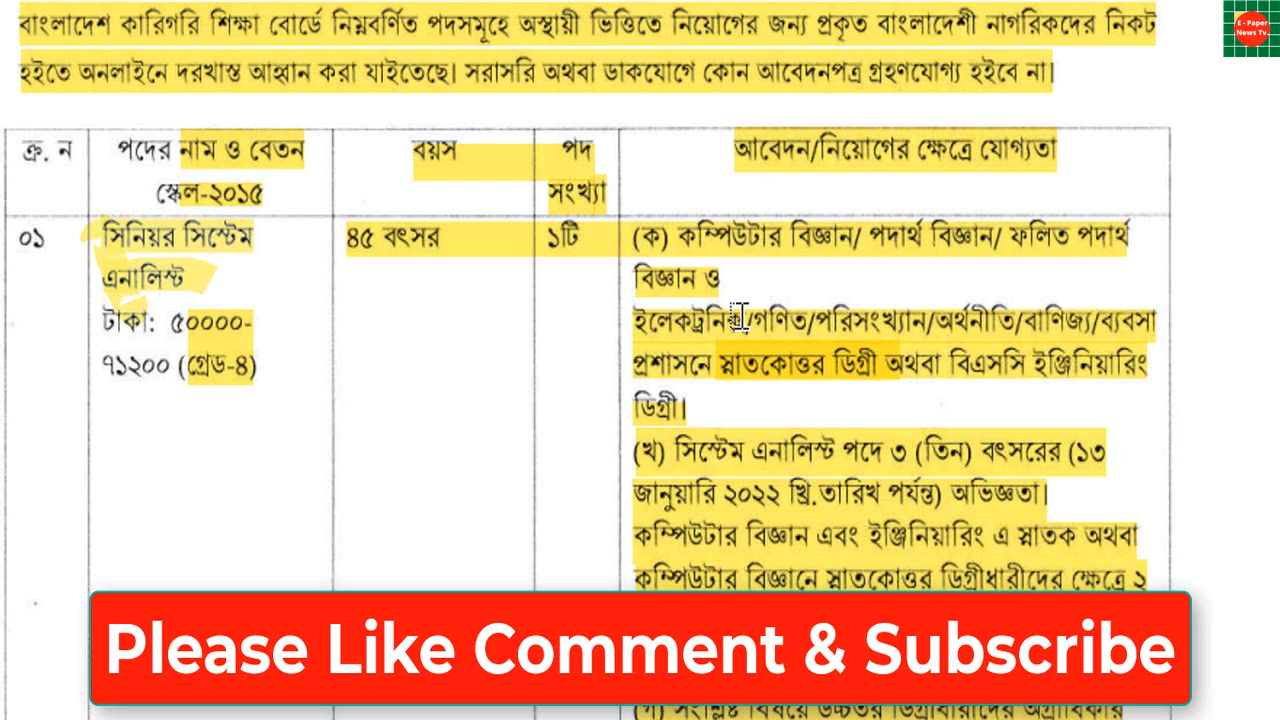 বাংলাদেশ কারিগরি শিক্ষা বোর্ডে নিম্নবর্ণিত পদসমূহে অস্থায়ী ভিত্তিতে নিয়োগের জন্য প্রকৃত বাংলাদেশী নাগরিকদের নিকট
হইতে অনলাইনে দরখাস্ত আহ্বান করা যাইতেছে। সরাসরি অথবা ডাকযোগে কোন আবেদনপত্র গ্রহণযোগ্য হইবে না।
E - Paper
News Tv.
ক্র. ন
পদের নাম ও বেতন
স্কেল-২০১৫
বয়স
পদ
সংখ্যা
আবেদন/নিয়োগের ক্ষেত্রে যোগ্যতা
০১
সিনিয়র সিস্টেম
এনালিস্ট
টাকা: ৫০০০০-
৭১২০০ (গ্রেড-৪)
৪৫ বৎসর
১টি
(ক) কম্পিউটার বিজ্ঞান/ পদার্থ বিজ্ঞান/ ফলিত পদার্থ
বিজ্ঞান ও
ইলেকট্রনিক্স/গণিত/পরিসংখ্যান/অর্থনীতি/বাণিজ্য/ব্যবসা
প্রশাসনে স্নাতকোত্তর ডিগ্রী অথবা বিএসসি ইঞ্জিনিয়ারিং
ডিগ্রী।
(খ) সিস্টেম এনালিস্ট পদে ৩ (তিন) বৎসরের (১৩
জানুয়ারি ২০২২ খ্রি.তারিখ পর্যন্ত) অভিজ্ঞতা।
কম্পিউটার বিজ্ঞান এবং ইঞ্জিনিয়ারিং এ স্নাতক অথবা
কম্পিউটার বিজ্ঞানে স্নাতকোত্তর ডিগ্রীধারীদের ক্ষেত্রে ২
Please Like Comment & Subscribe
(গ) সংশ্লিষ্ট বিষয়ে উচ্চতর ডিগ্রীধারীদের অগ্রাধিকার